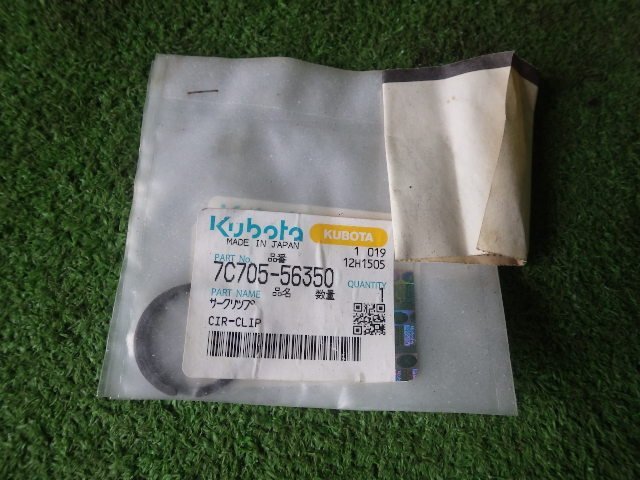 Kubota KUBOTA
MADE IN JAPAN 1 019
PART No. 品番 12H1505
7C705-56350 QUANTITY
PART NAME 品名 数量 1
サークリツプ
CIR-CLIP